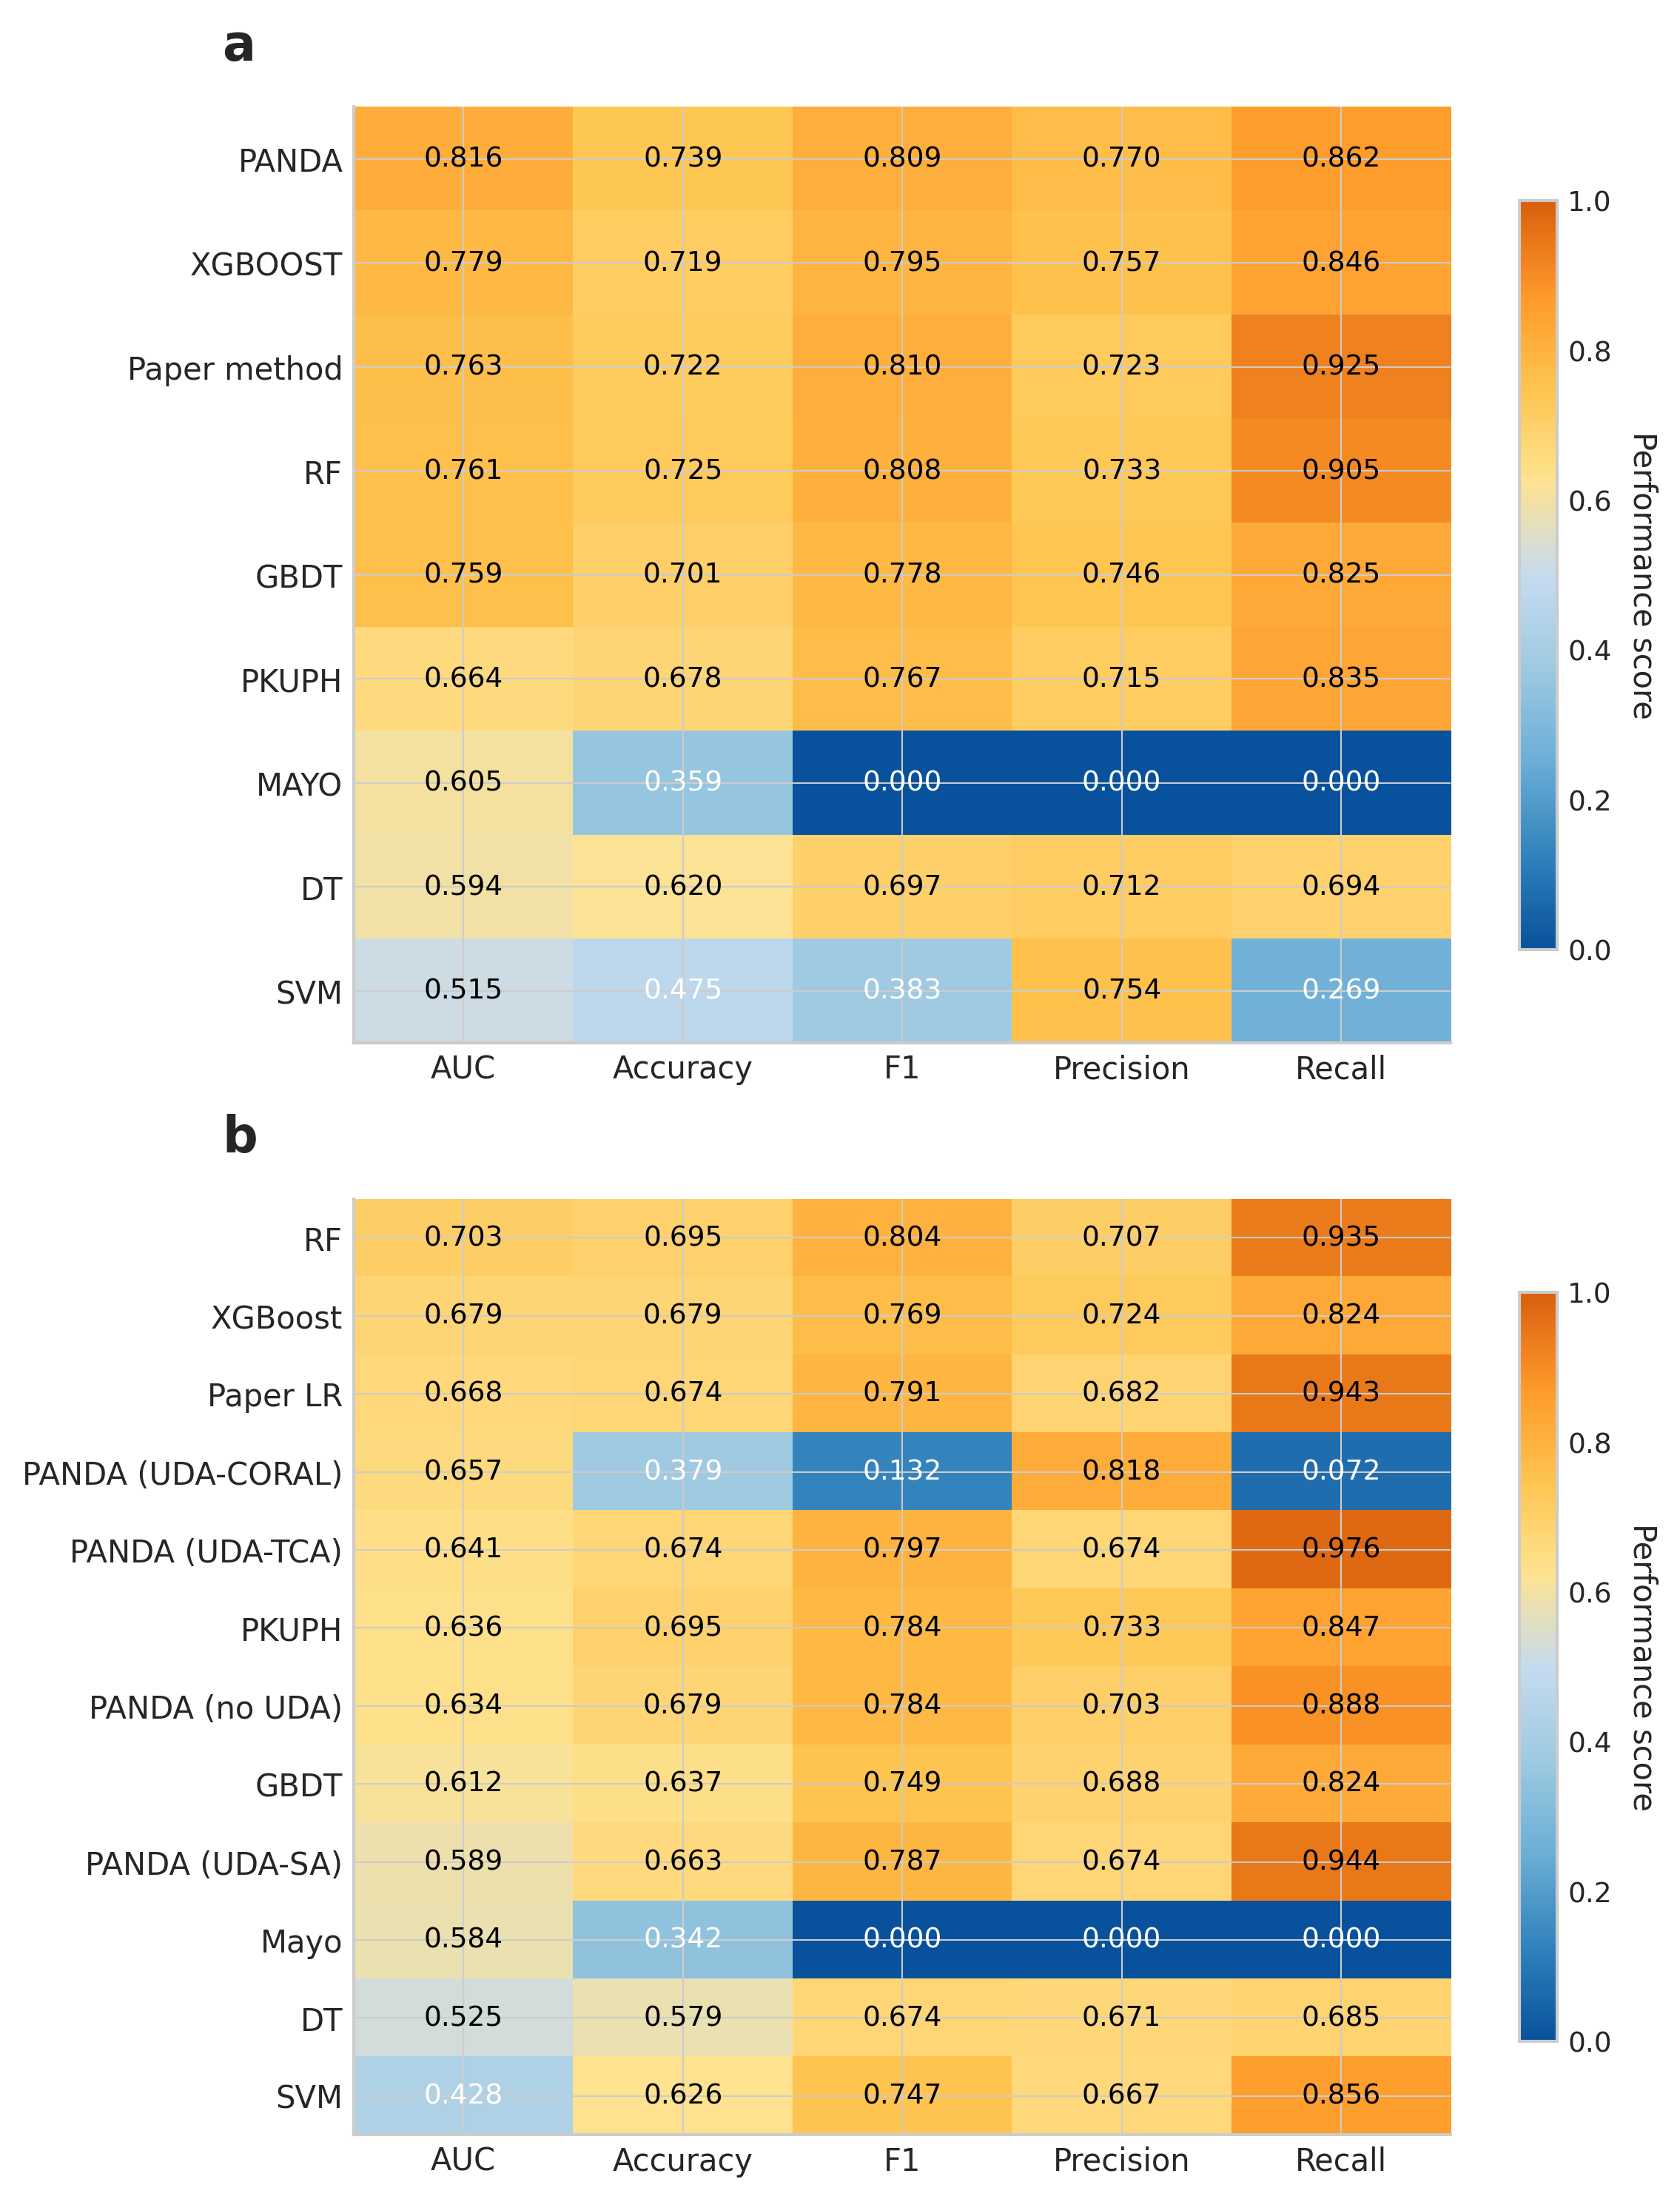 a
PANDA 0.816 0.739 0.809 0.770 0.862
XGBOOST 0.779 0.719 0.795 0.757 0.846
Paper method 0.763 0.722 0.810 0.723 0.925
RF 0.761 0.725 0.808 0.733 0.905
GBDT 0.759 0.701 0.778 0.746 0.825
PKUPH 0.664 0.678 0.767 0.715 0.835
MAYO 0.605 0.359 0.000 0.000 0.000
DT 0.594 0.620 0.697 0.712 0.694
SVM 0.515 0.475 0.383 0.754 0.269
AUC Accuracy F1 Precision Recall
1.0
0.8
0.6
0.4
0.2
0.0
Performance score
b
RF 0.703 0.695 0.804 0.707 0.935
XGBoost 0.679 0.679 0.769 0.724 0.824
Paper LR 0.668 0.674 0.791 0.682 0.943
PANDA (UDA-CORAL) 0.657 0.379 0.132 0.818 0.072
PANDA (UDA-TCA) 0.641 0.674 0.797 0.674 0.976
PKUPH 0.636 0.695 0.784 0.733 0.847
PANDA (no UDA) 0.634 0.679 0.784 0.703 0.888
GBDT 0.612 0.637 0.749 0.688 0.824
PANDA (UDA-SA) 0.589 0.663 0.787 0.674 0.944
Mayo 0.584 0.342 0.000 0.000 0.000
DT 0.525 0.579 0.674 0.671 0.685
SVM 0.428 0.626 0.747 0.667 0.856
AUC Accuracy F1 Precision Recall
1.0
0.8
0.6
0.4
0.2
0.0
Performance score